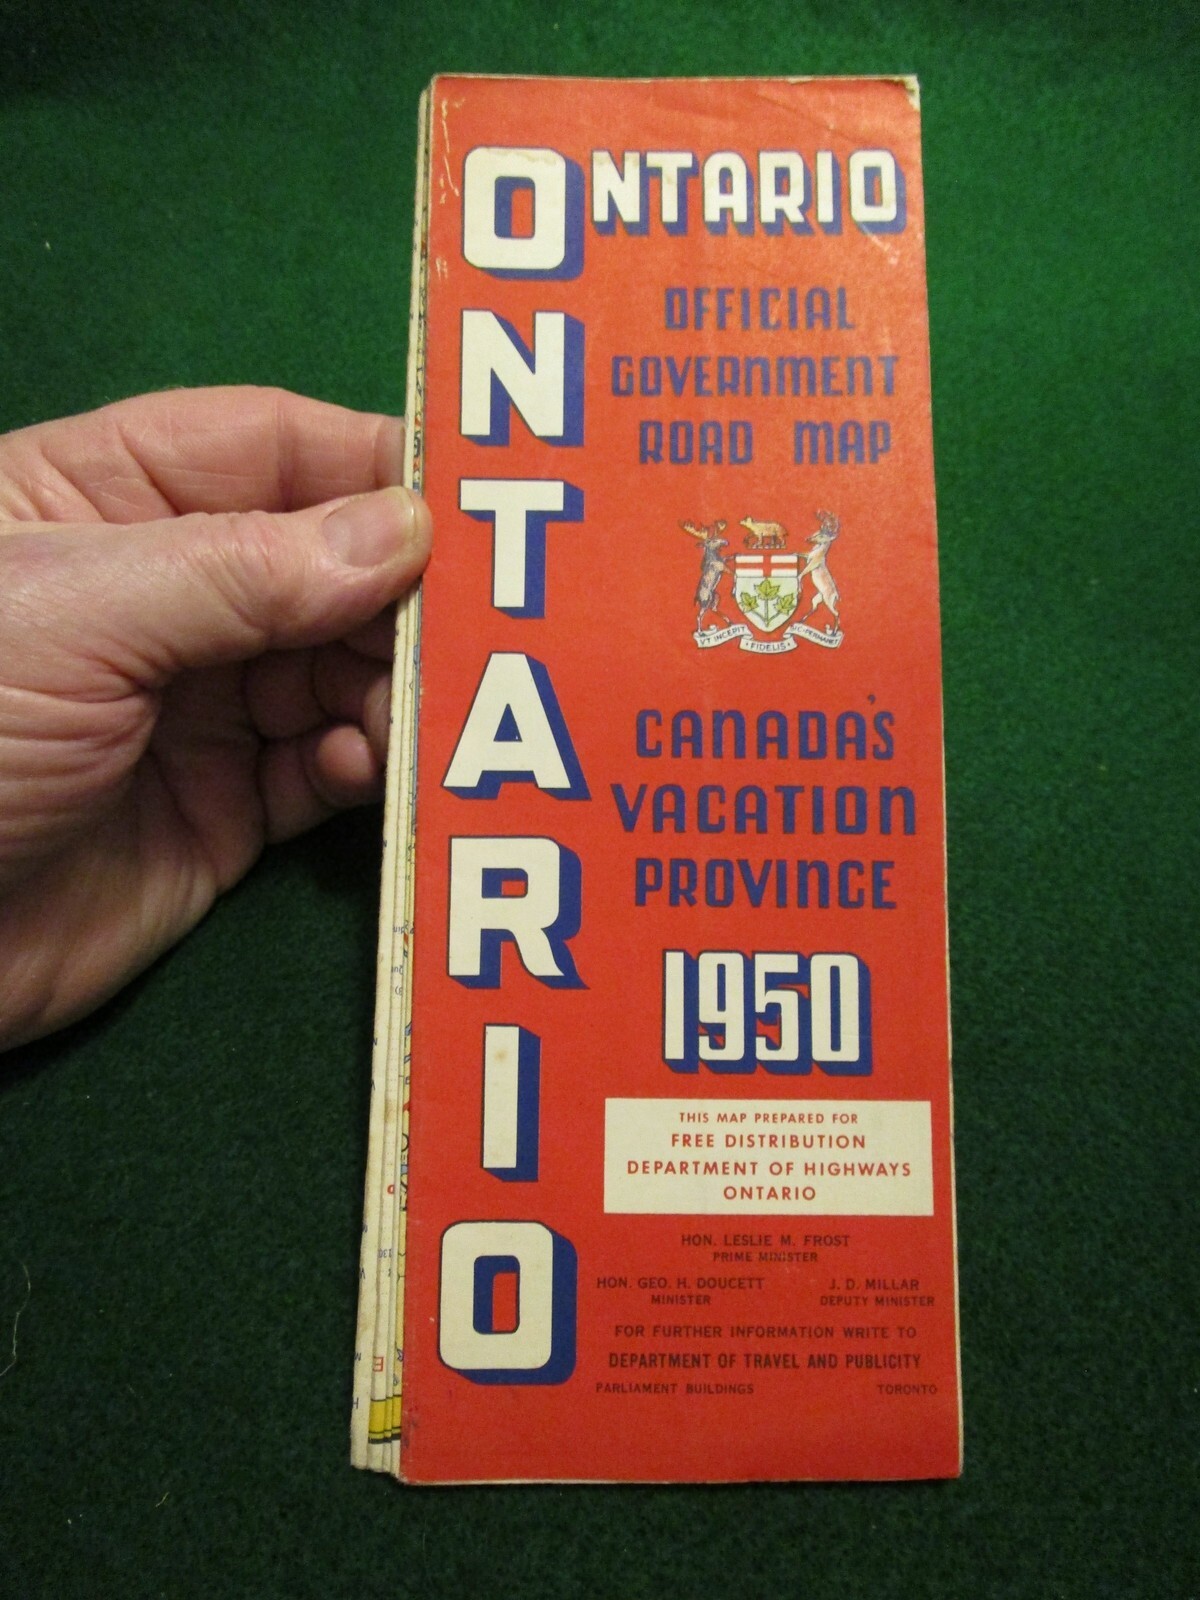 ONTARIO
ONTARIO
OFFICIAL
GOVERNMENT
ROAD MAP
VT INCEPIT
FIDELIS
SIC PERMANET
CANADA'S
VACATION
PROVINCE
1950
THIS MAP PREPARED FOR
FREE DISTRIBUTION
DEPARTMENT OF HIGHWAYS
ONTARIO
HON. LESLIE M. FROST
PRIME MINISTER
HON. GEO. H. DOUCETT
MINISTER
J. D. MILLAR
DEPUTY MINISTER
FOR FURTHER INFORMATION WRITE TO
DEPARTMENT OF TRAVEL AND PUBLICITY
PARLIAMENT BUILDINGS TORONTO